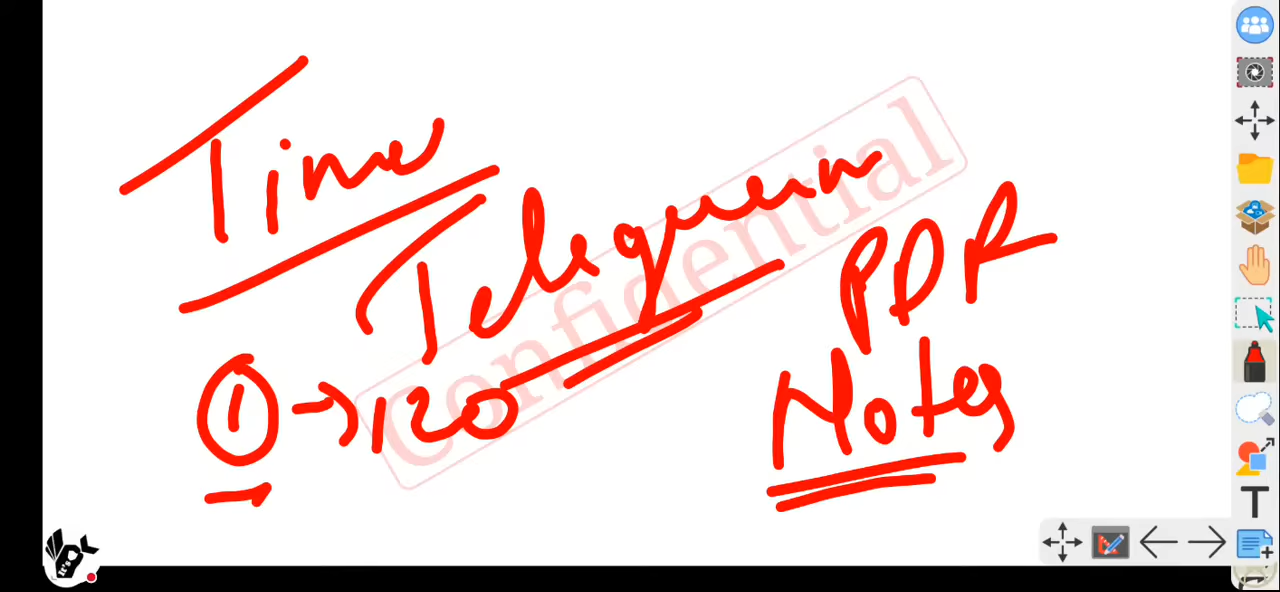 Time
Telegram
PDF
Notes
① → 120
Confidential
T